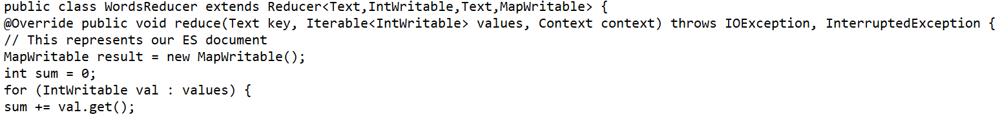 public class WordsReducer extends Reducer<Text,IntWritable,Text,MapWritable> {
@Override public void reduce(Text key, Iterable<IntWritable> values, Context context) throws IOException, InterruptedException {
// This represents our ES document
MapWritable result = new MapWritable();
int sum = 0;
for (IntWritable val : values) {
sum += val.get();